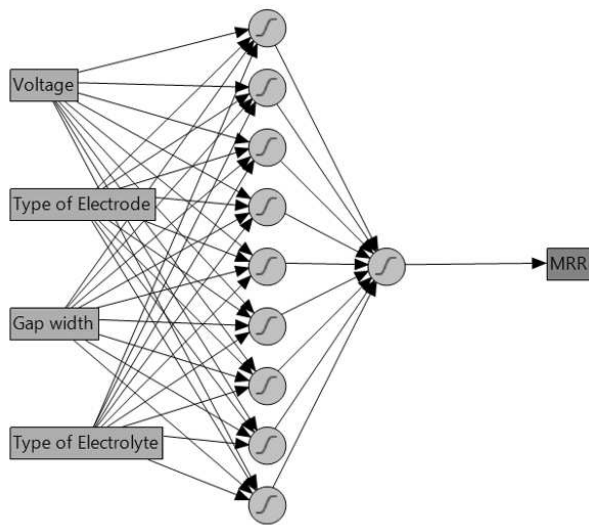 Voltage
Type of Electrode
MRR
Gap width
Type of Electrolyte